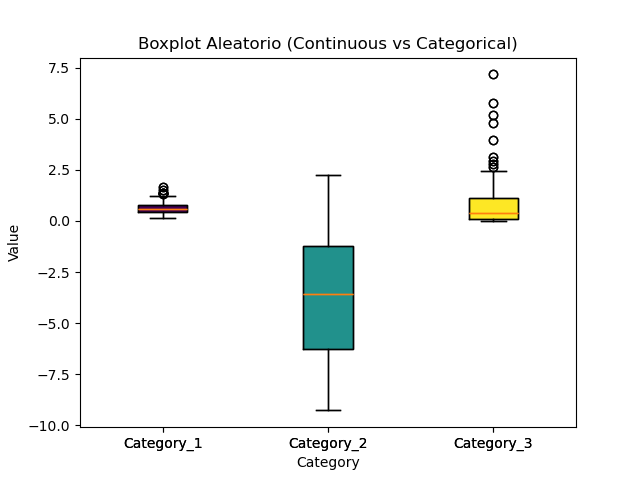 Boxplot Aleatorio (Continuous vs Categorical)
7.5
5.0
2.5
0.0
−2.5
−5.0
−7.5
−10.0
Value
Category_1 Category_2 Category_3
Category